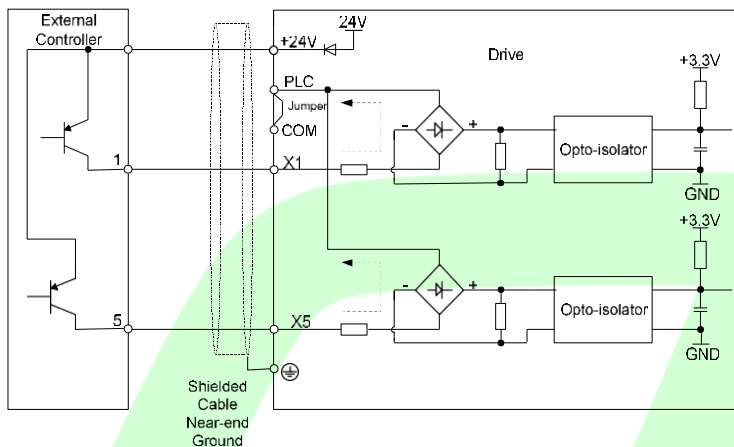 External
Controller
24V
+24V
Drive
PLC
Jumper
COM
+3.3V
-
+
Opto-isolator
1
X1
GND
+3.3V
-
+
Opto-isolator
5
X5
GND
Shielded
Cable
Near-end
Ground